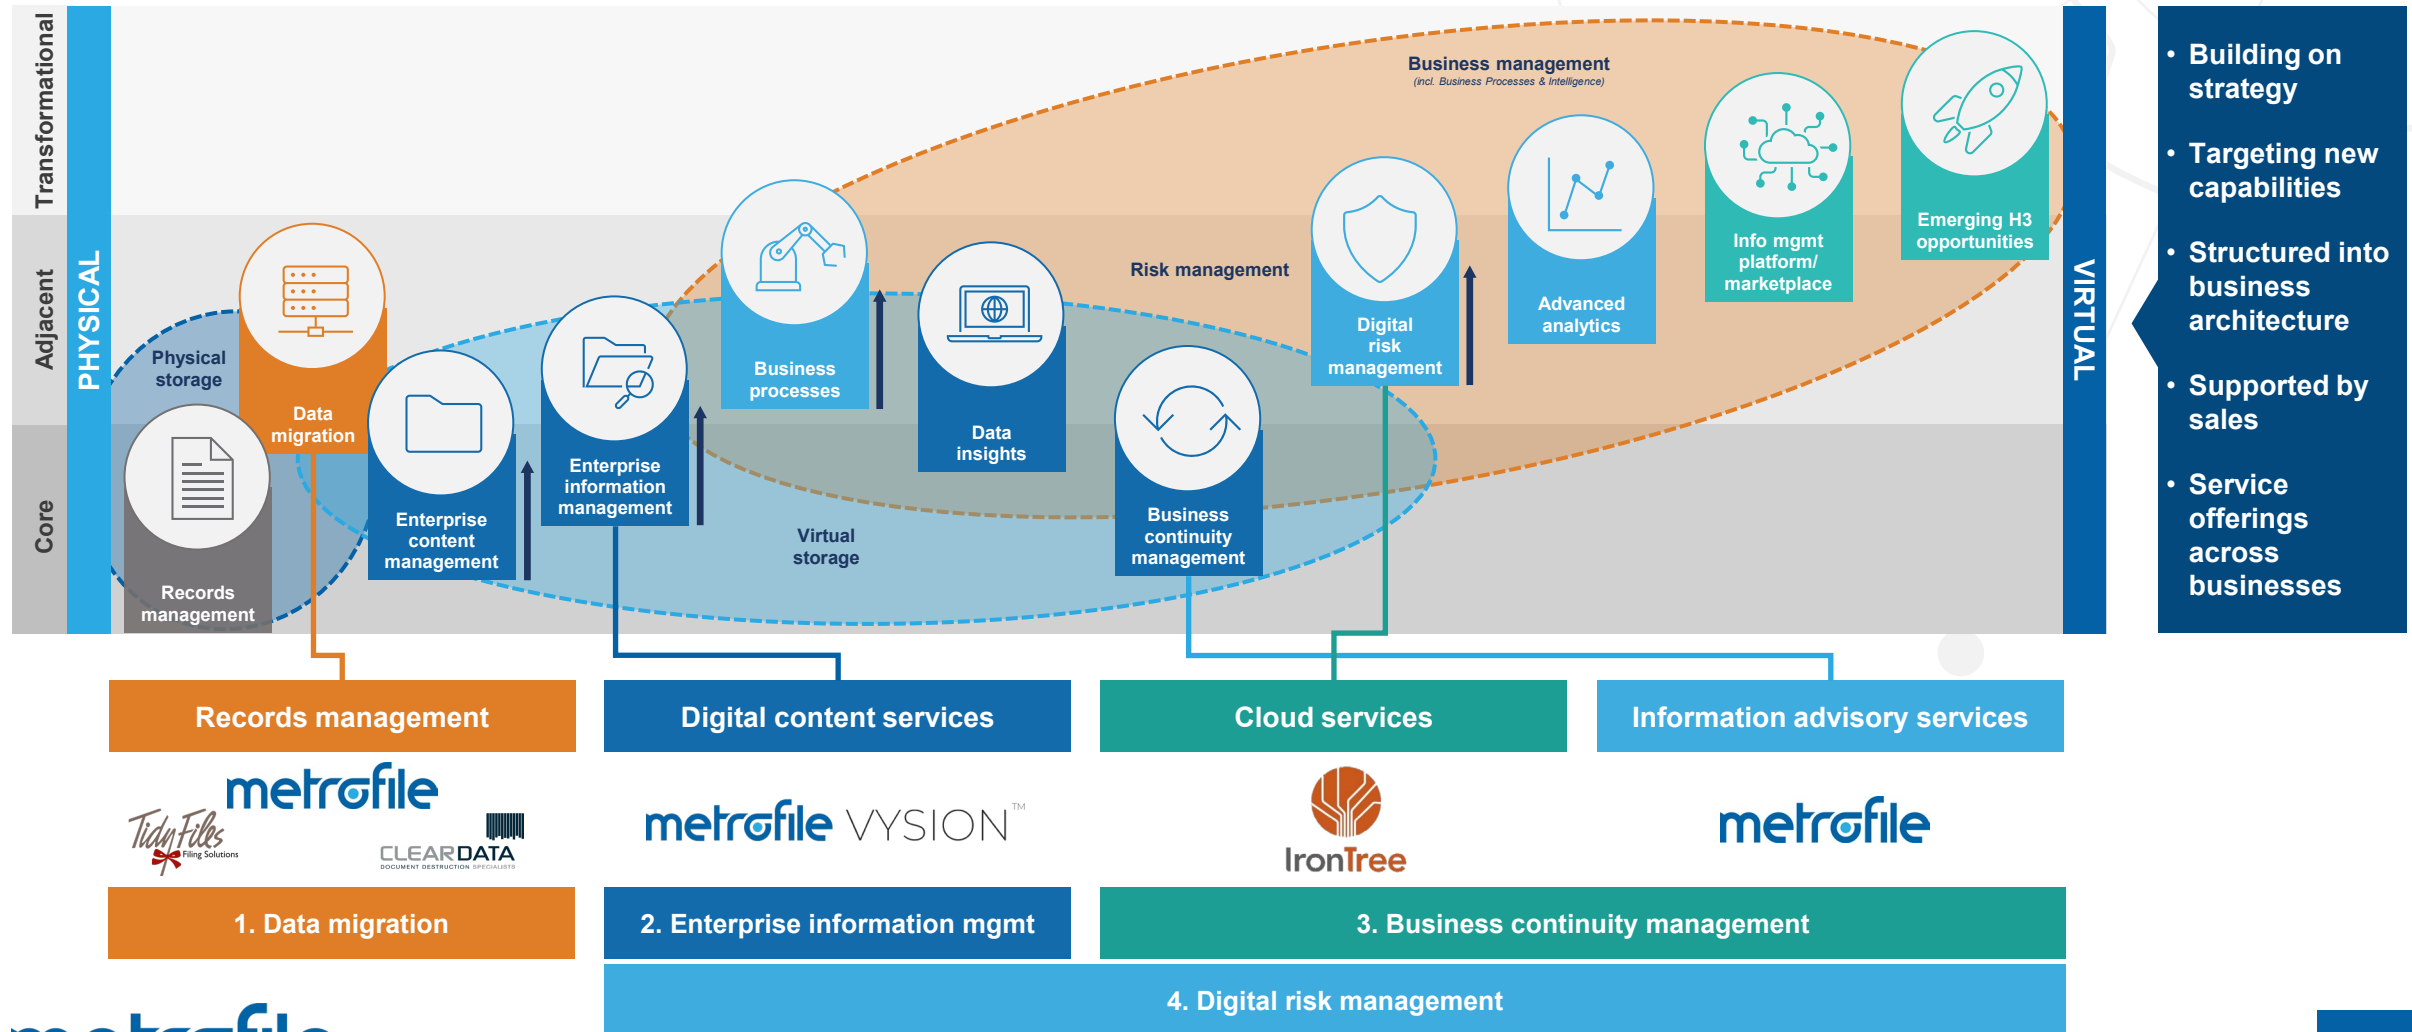 Transformational
Adjacent
Core
PHYSICAL
Physical
storage
Records
management
Data
migration
Enterprise
content
management
Enterprise
information
management
Virtual
storage
Business
processes
Data
insights
Risk management
Business
continuity
management
Digital
risk
management
Business management
(incl. Business Processes & Intelligence)
Advanced
analytics
Info mgmt
platform/
marketplace
Emerging H3
opportunities
VIRTUAL
• Building on
strategy
• Targeting new
capabilities
• Structured into
business
architecture
• Supported by
sales
• Service
offerings
across
businesses
Records management
Digital content services
Cloud services
Information advisory services
metrofile
TidyFiles
Filing Solutions
CLEARDATA
DOCUMENT DESTRUCTION SPECIALISTS
metrofile VYSION™
IronTree
metrofile
1. Data migration
2. Enterprise information mgmt
3. Business continuity management
4. Digital risk management
metrofile